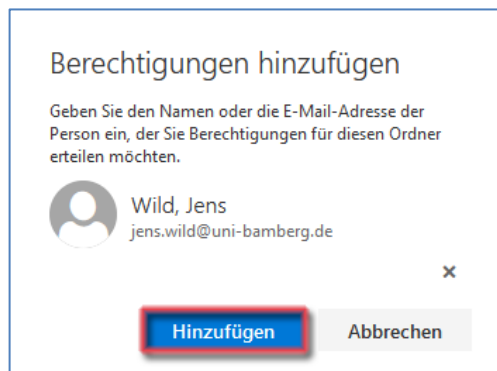 Berechtigungen hinzufügen
Geben Sie den Namen oder die E-Mail-Adresse der
Person ein, der Sie Berechtigungen für diesen Ordner
erteilen möchten.
Wild, Jens
jens.wild@uni-bamberg.de
Hinzufügen Abbrechen